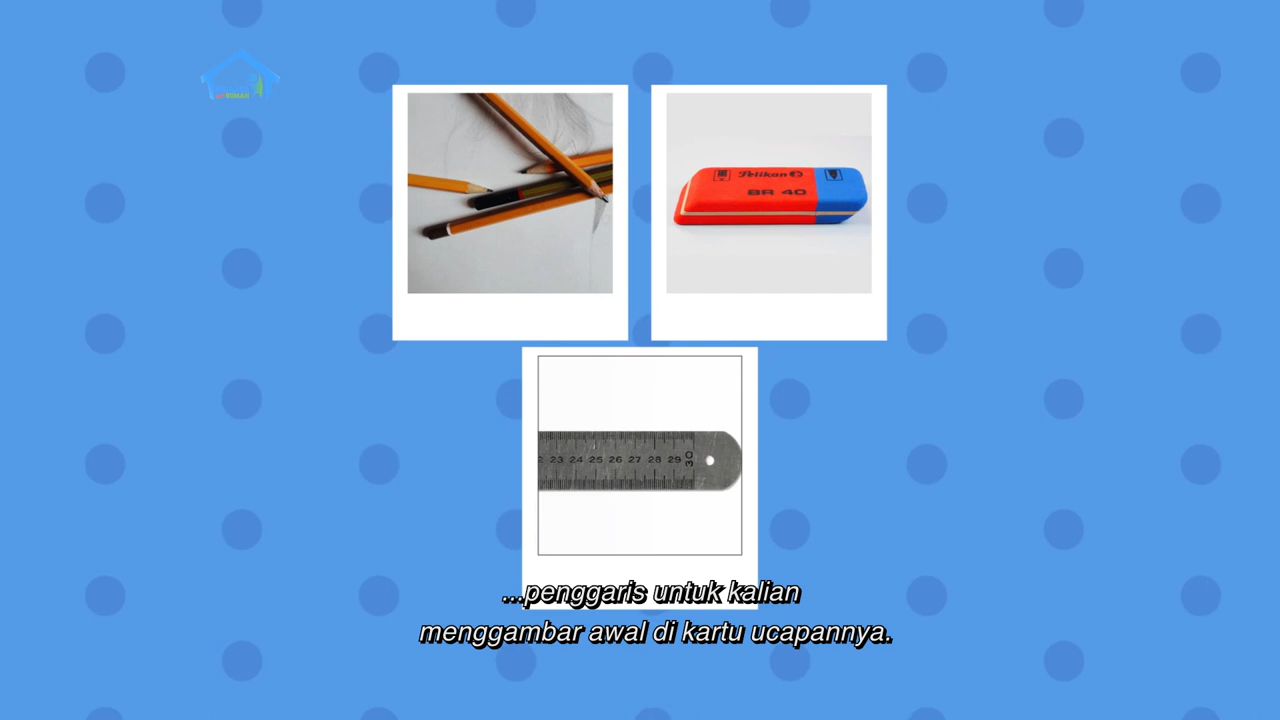 RUMAH
Pelikan
BR 40
23 24 25 26 27 28 29 30
...penggaris untuk kalian
menggambar awal di kartu ucapannya.